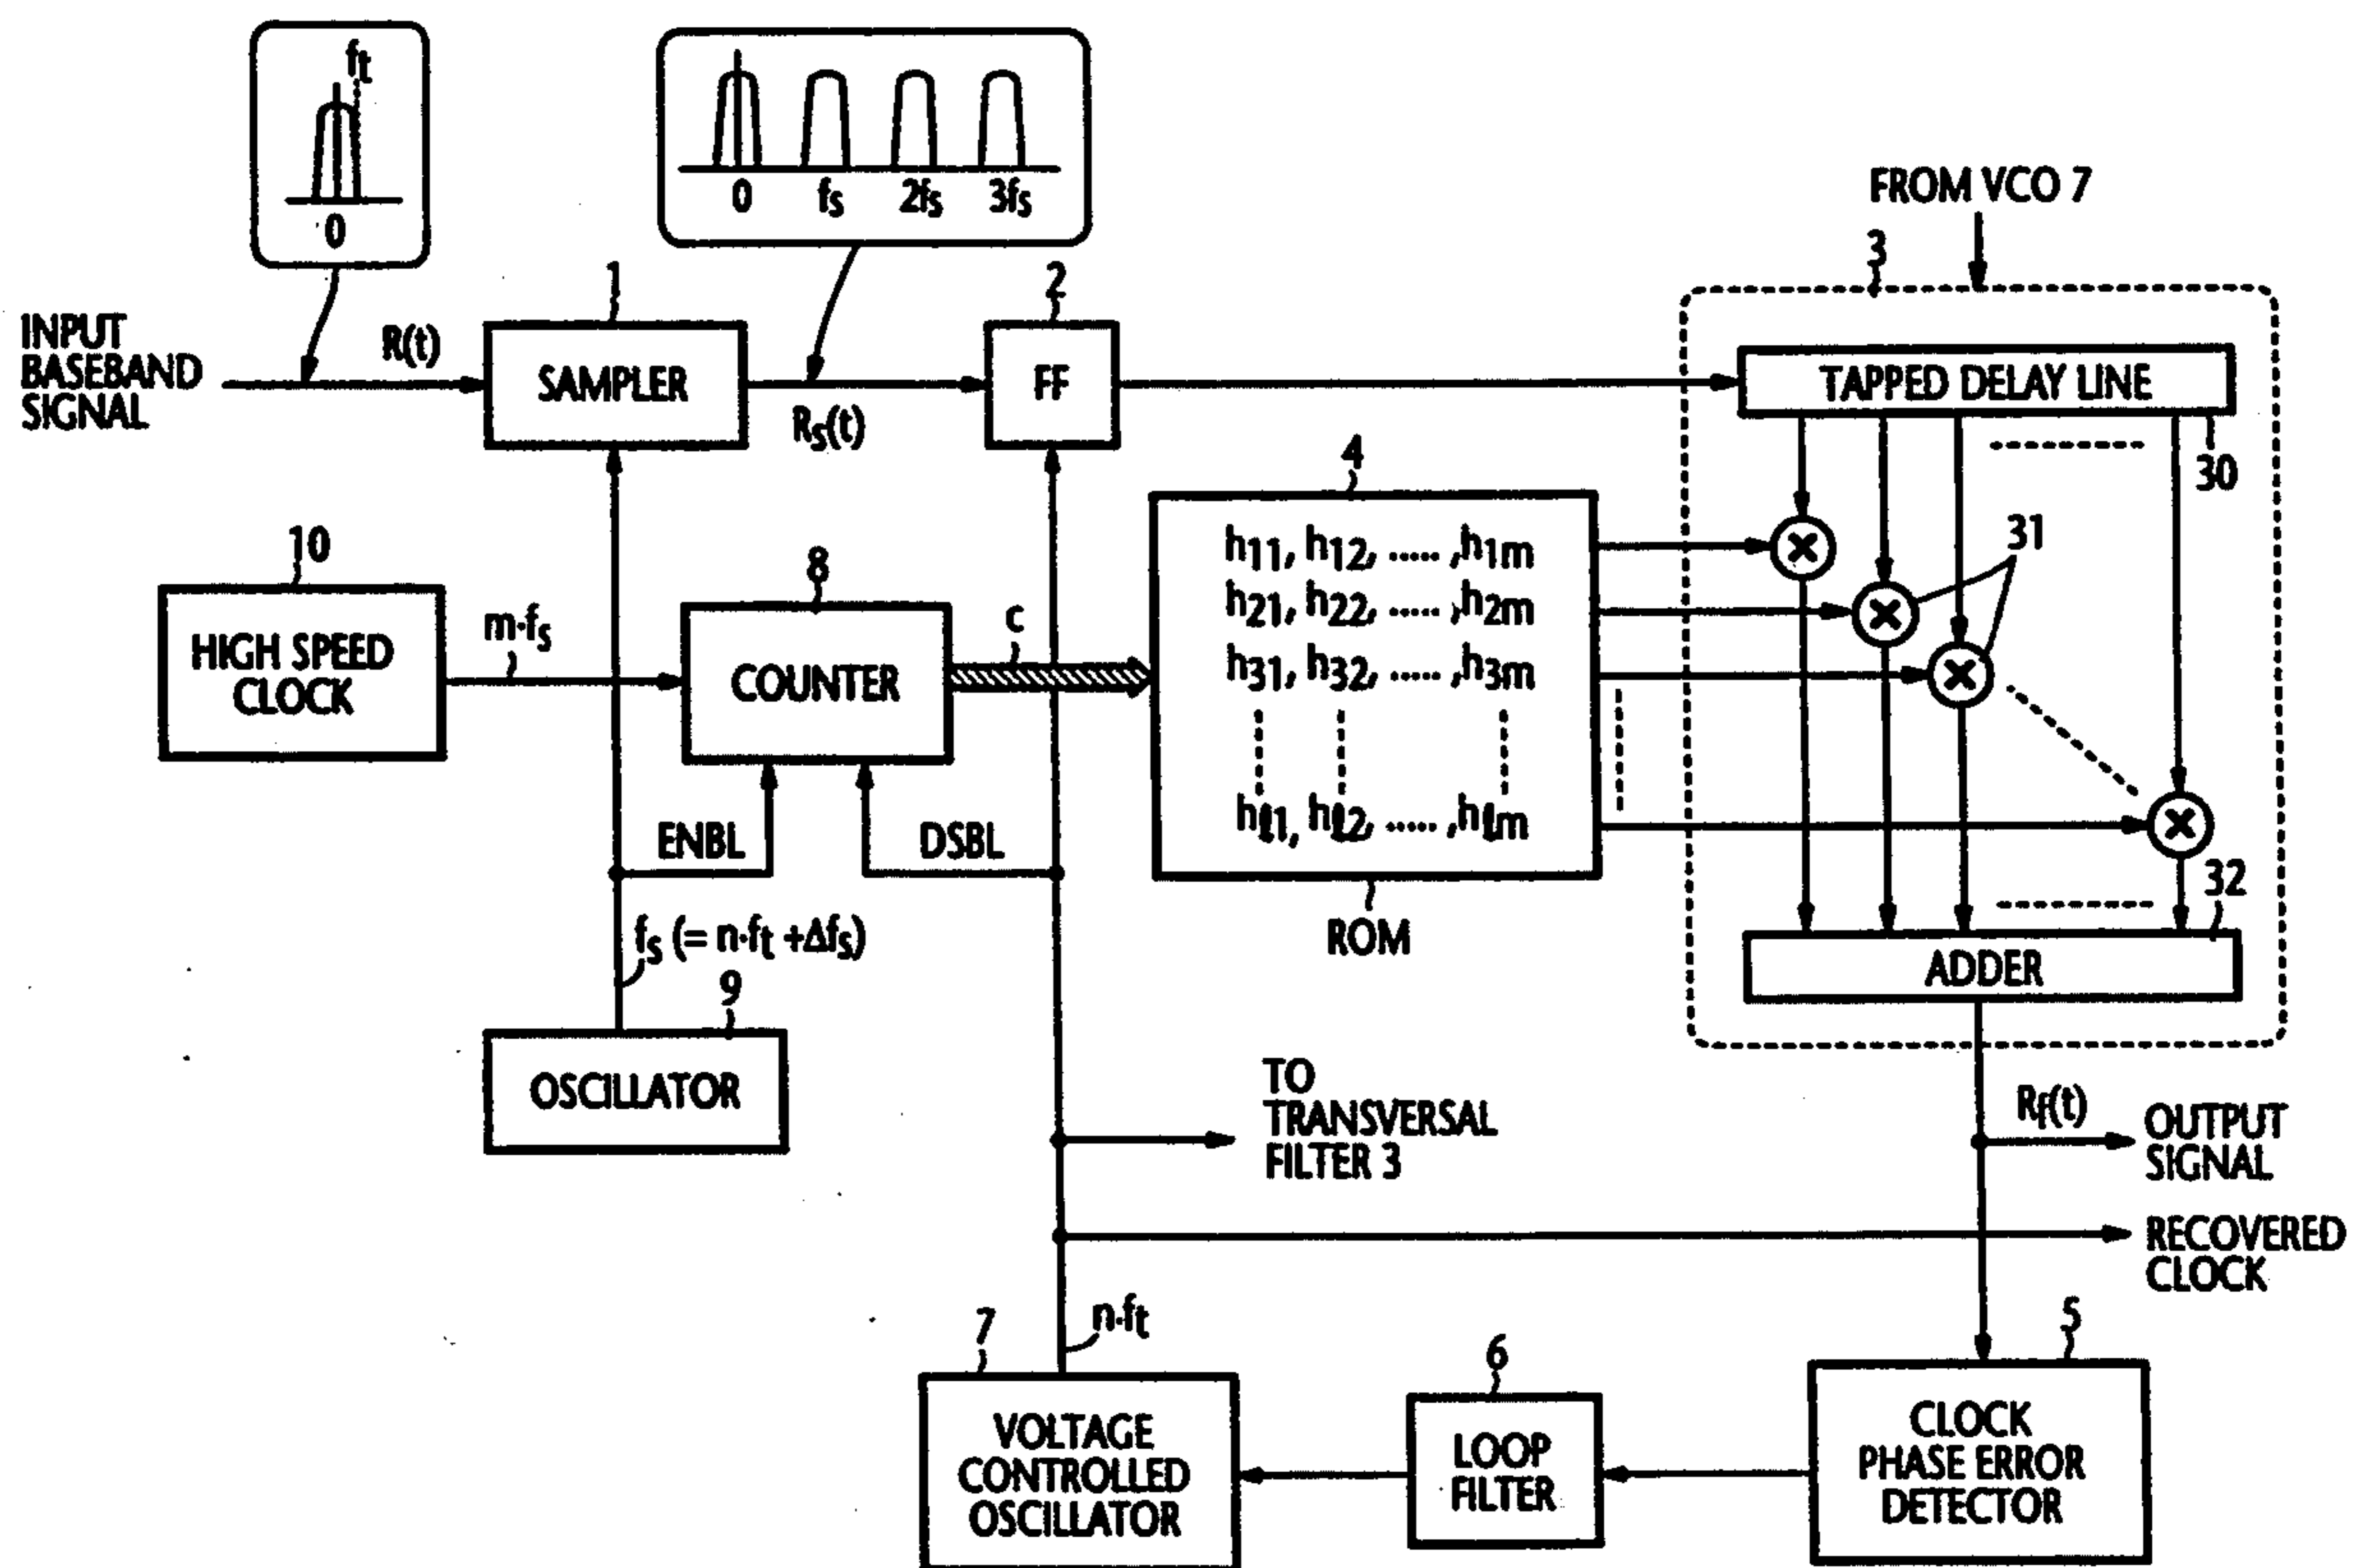 ft
0
0 fs 2fs 3fs
FROM VCO 7
3
1
2
INPUT
BASEBAND
SIGNAL
R(t)
SAMPLER
Rs(t)
FF
TAPPED DELAY LINE
30
4
10
8
31
h11, h12, ..... ,h1m
h21, h22, ..... ,h2m
h31, h32, ..... ,h3m
hℓ1, hℓ2, ..... ,hℓm
HIGH SPEED
CLOCK
m·fs
COUNTER
c
ENBL
DSBL
ROM
32
ADDER
fs (= n·ft +Δfs)
9
OSCILLATOR
TO
TRANSVERSAL
FILTER 3
Rf(t)
OUTPUT
SIGNAL
RECOVERED
CLOCK
7
n·ft
6
5
VOLTAGE
CONTROLLED
OSCILLATOR
LOOP
FILTER
CLOCK
PHASE ERROR
DETECTOR